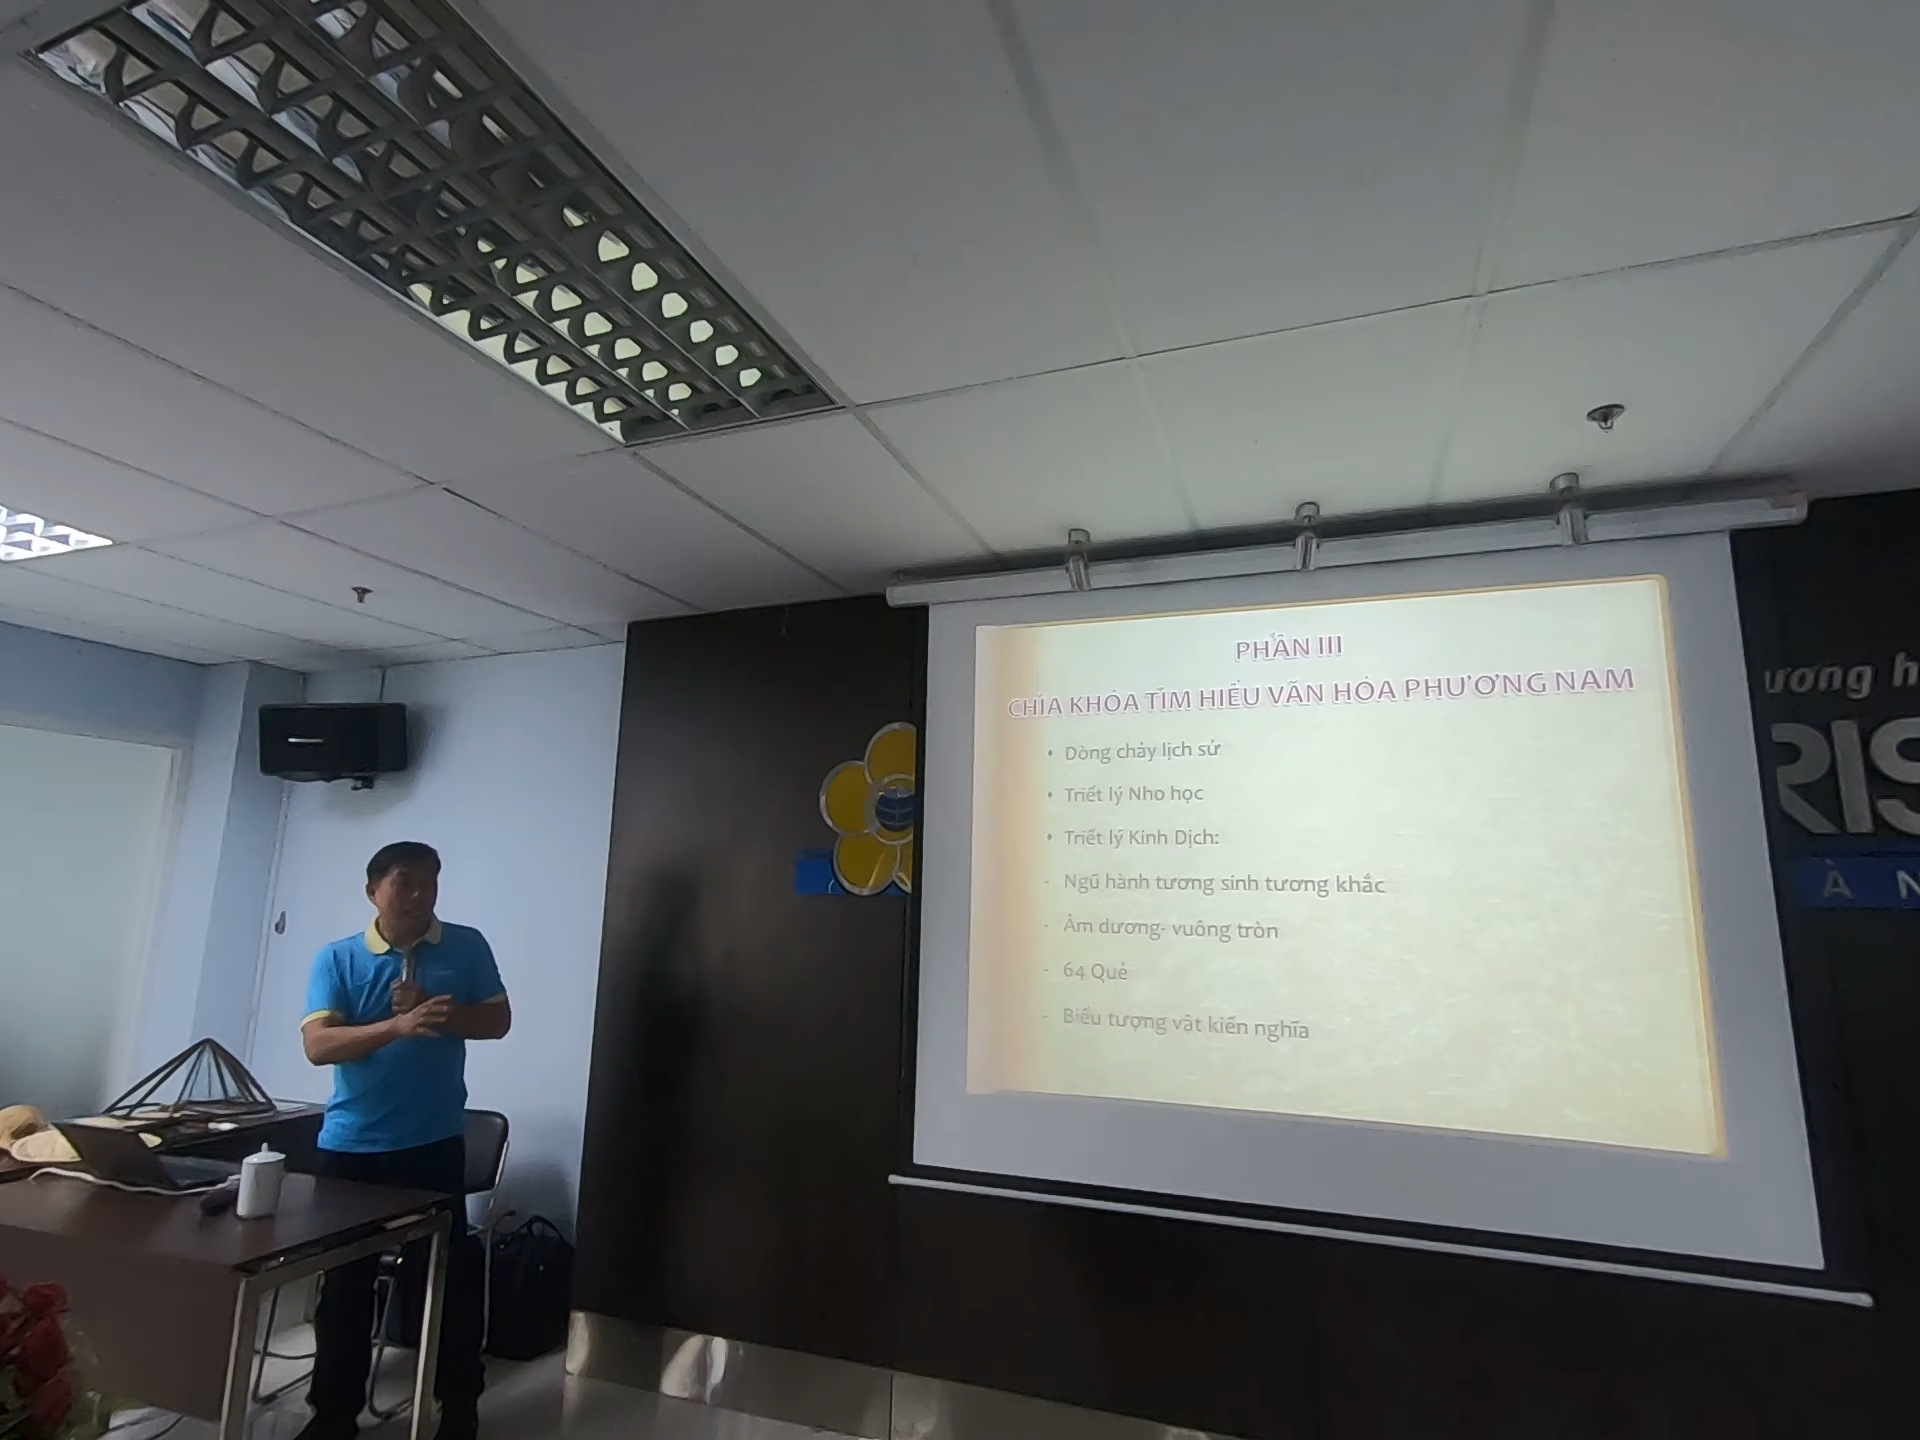 PHẦN III
CHÌA KHÓA TÌM HIỂU VĂN HÓA PHƯƠNG NAM
• Dòng chảy lịch sử
• Triết lý Nho học
• Triết lý Kinh Dịch:
- Ngũ hành tương sinh tương khắc
- Âm dương- vuông tròn
- 64 Quẻ
- Biểu tượng vật kiến nghĩa
ương h
RIS
À N